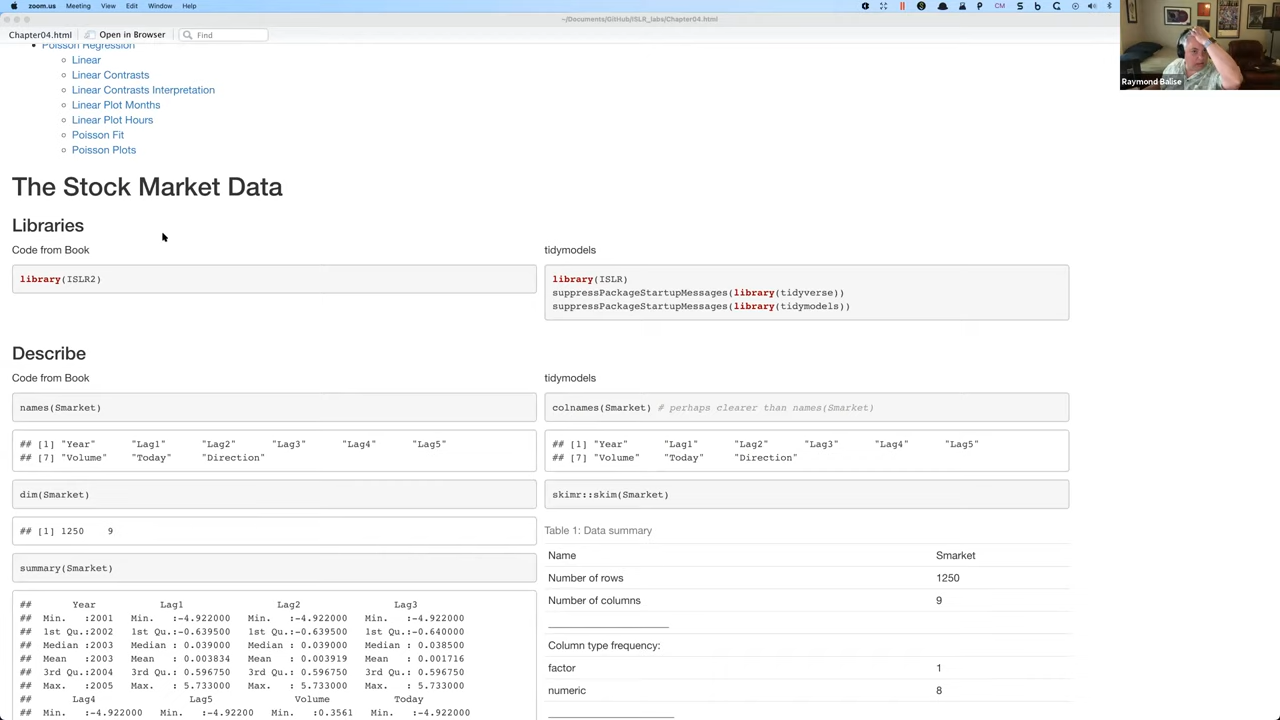 zoom.us Meeting View Edit Window Help
~/Documents/GitHub/ISLR_labs/Chapter04.html
Chapter04.html Open in Browser Find
Poisson Regression
Linear
Linear Contrasts
Linear Contrasts Interpretation
Linear Plot Months
Linear Plot Hours
Poisson Fit
Poisson Plots
Raymond Balise
The Stock Market Data
Libraries
Code from Book
library(ISLR2)
tidymodels
library(ISLR)
suppressPackageStartupMessages(library(tidyverse))
suppressPackageStartupMessages(library(tidymodels))
Describe
Code from Book
names(Smarket)
## [1] "Year" "Lag1" "Lag2" "Lag3" "Lag4" "Lag5"
## [7] "Volume" "Today" "Direction"
dim(Smarket)
## [1] 1250 9
summary(Smarket)
## Year Lag1 Lag2 Lag3
## Min. :2001 Min. :-4.922000 Min. :-4.922000 Min. :-4.922000
## 1st Qu.:2002 1st Qu.:-0.639500 1st Qu.:-0.639500 1st Qu.:-0.640000
## Median :2003 Median : 0.039000 Median : 0.039000 Median : 0.038500
## Mean :2003 Mean : 0.003834 Mean : 0.003919 Mean : 0.001716
## 3rd Qu.:2004 3rd Qu.: 0.596750 3rd Qu.: 0.596750 3rd Qu.: 0.596750
## Max. :2005 Max. : 5.733000 Max. : 5.733000 Max. : 5.733000
## Lag4 Lag5 Volume Today
## Min. :-4.922000 Min. :-4.92200 Min. :0.3561 Min. :-4.922000
tidymodels
colnames(Smarket) # perhaps clearer than names(Smarket)
## [1] "Year" "Lag1" "Lag2" "Lag3" "Lag4" "Lag5"
## [7] "Volume" "Today" "Direction"
skimr::skim(Smarket)
Table 1: Data summary
Name Smarket
Number of rows 1250
Number of columns 9
Column type frequency:
factor 1
numeric 8